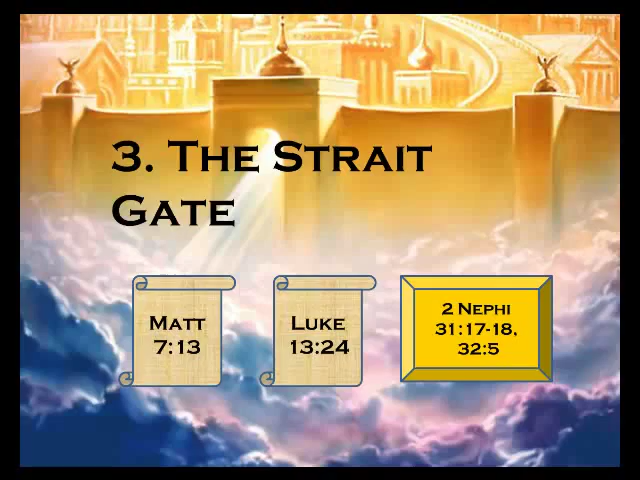 3. The Strait
Gate
Matt
7:13
Luke
13:24
2 Nephi
31:17-18,
32:5